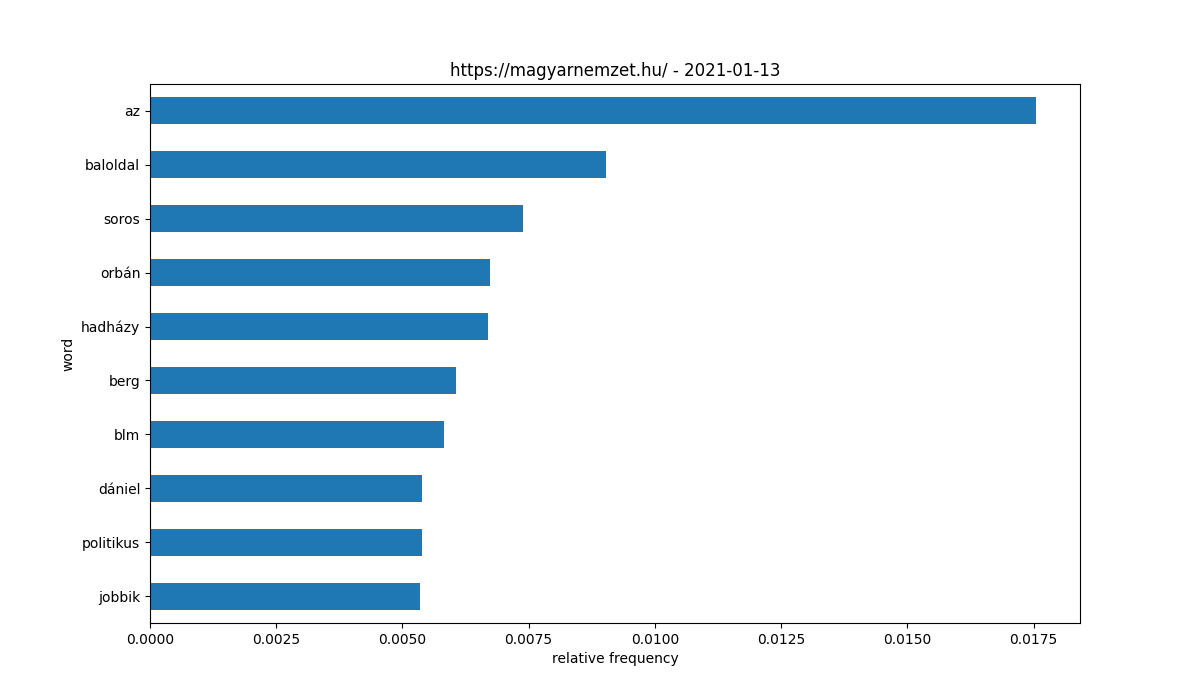 https://magyarnemzet.hu/ - 2021-01-13
az
baloldal
soros
orbán
hadházy
berg
blm
dániel
politikus
jobbik
word
0.0000 0.0025 0.0050 0.0075 0.0100 0.0125 0.0150 0.0175
relative frequency